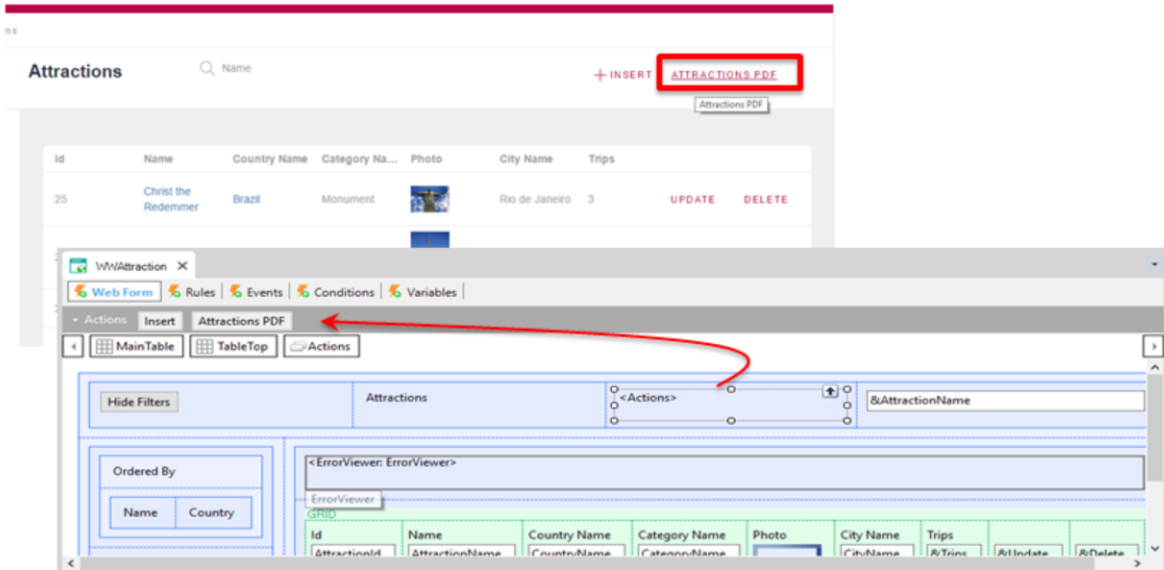 ns
Attractions
Name
INSERT
ATTRACTIONS PDF
Attractions PDF
Id Name Country Name Category Na... Photo City Name Trips
25 Christ the Redemmer Brazil Monument Rio de Janeiro 3 UPDATE DELETE
WWAttraction
Web Form Rules Events Conditions Variables
Actions Insert Attractions PDF
MainTable TableTop Actions
Hide Filters Attractions <Actions> &AttractionName
Ordered By
Name Country
<ErrorViewer: ErrorViewer>
ErrorViewer
GRID
Id Name Country Name Category Name Photo City Name Trips
AttractionId AttractionName CountryName CategoryName CityName &Trips &Update &Delete